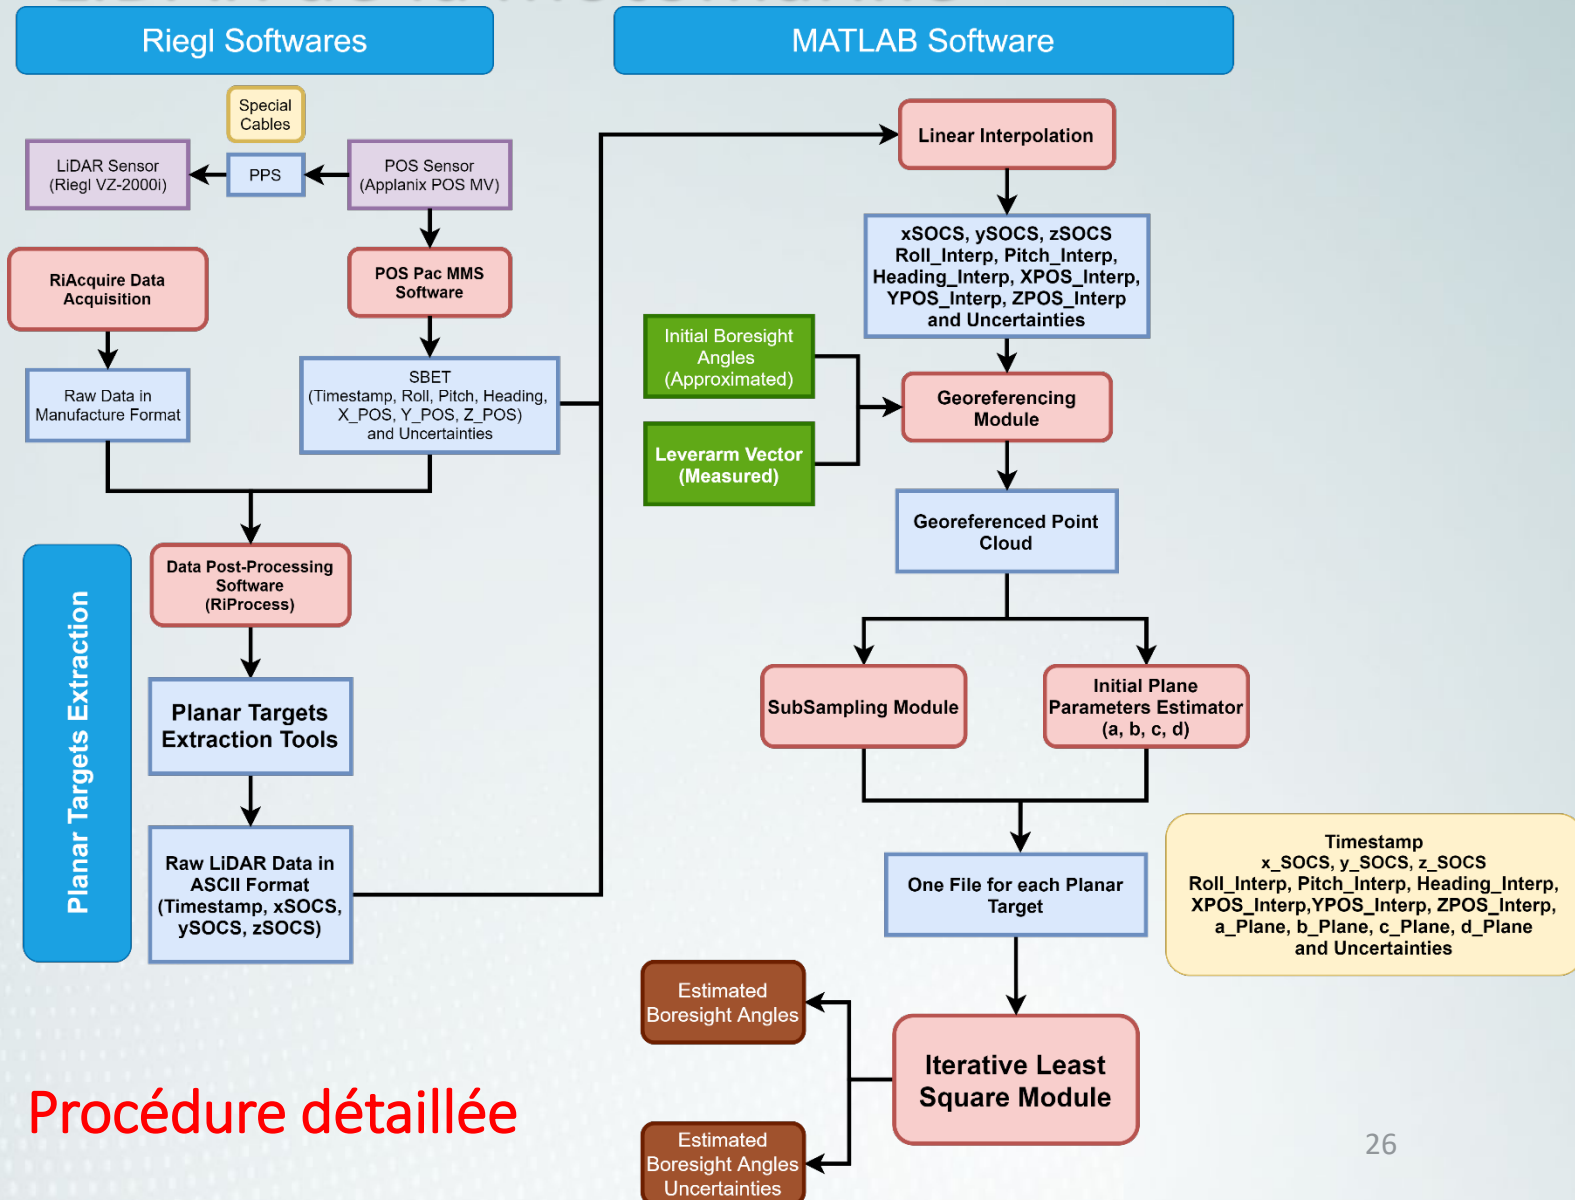 Riegl Softwares
MATLAB Software
Special
Cables
LiDAR Sensor
(Riegl VZ-2000i)
PPS
POS Sensor
(Applanix POS MV)
RiAcquire Data
Acquisition
POS Pac MMS
Software
Raw Data in
Manufacture Format
SBET
(Timestamp, Roll, Pitch, Heading,
X_POS, Y_POS, Z_POS)
and Uncertainties
Planar Targets Extraction
Data Post-Processing
Software
(RiProcess)
Planar Targets
Extraction Tools
Raw LiDAR Data in
ASCII Format
(Timestamp, xSOCS,
ySOCS, zSOCS)
Linear Interpolation
xSOCS, ySOCS, zSOCS
Roll_Interp, Pitch_Interp,
Heading_Interp, XPOS_Interp,
YPOS_Interp, ZPOS_Interp
and Uncertainties
Initial Boresight
Angles
(Approximated)
Leverarm Vector
(Measured)
Georeferencing
Module
Georeferenced Point
Cloud
SubSampling Module
Initial Plane
Parameters Estimator
(a, b, c, d)
One File for each Planar
Target
Timestamp
x_SOCS, y_SOCS, z_SOCS
Roll_Interp, Pitch_Interp, Heading_Interp,
XPOS_Interp,YPOS_Interp, ZPOS_Interp,
a_Plane, b_Plane, c_Plane, d_Plane
and Uncertainties
Iterative Least
Square Module
Estimated
Boresight Angles
Estimated
Boresight Angles
Uncertainties
Procédure détaillée
26